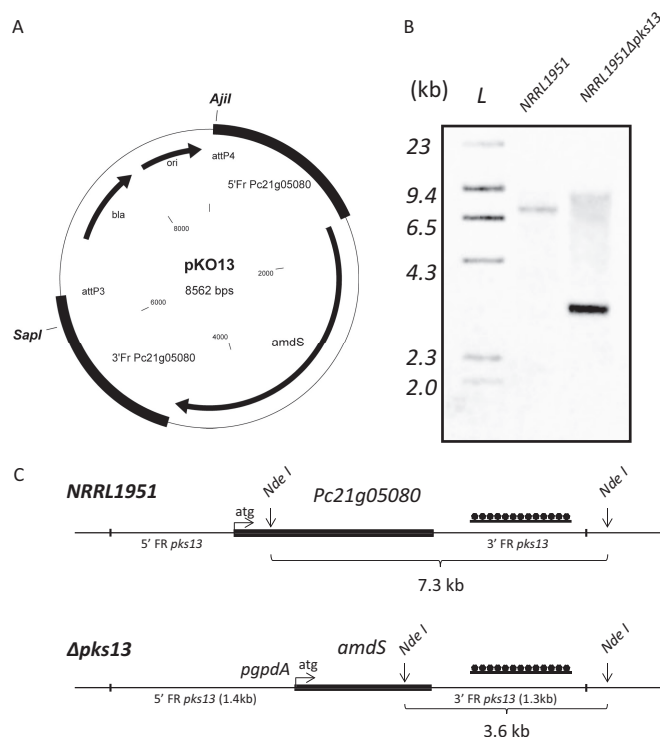 A
AjiI
attP4
ori
bla
5'Fr Pc21g05080
8000
pKO13
8562 bps
2000
attP3
6000
4000
amdS
SapI
3'Fr Pc21g05080
B
(kb)
L
NRRL1951
NRRL1951Δpks13
23
9.4
6.5
4.3
2.3
2.0
C
NRRL1951
atg
Nde I
Pc21g05080
Nde I
5' FR pks13
3' FR pks13
7.3 kb
Δpks13
pgpdA
atg
amdS
Nde I
Nde I
5' FR pks13 (1.4kb)
3' FR pks13 (1.3kb)
3.6 kb